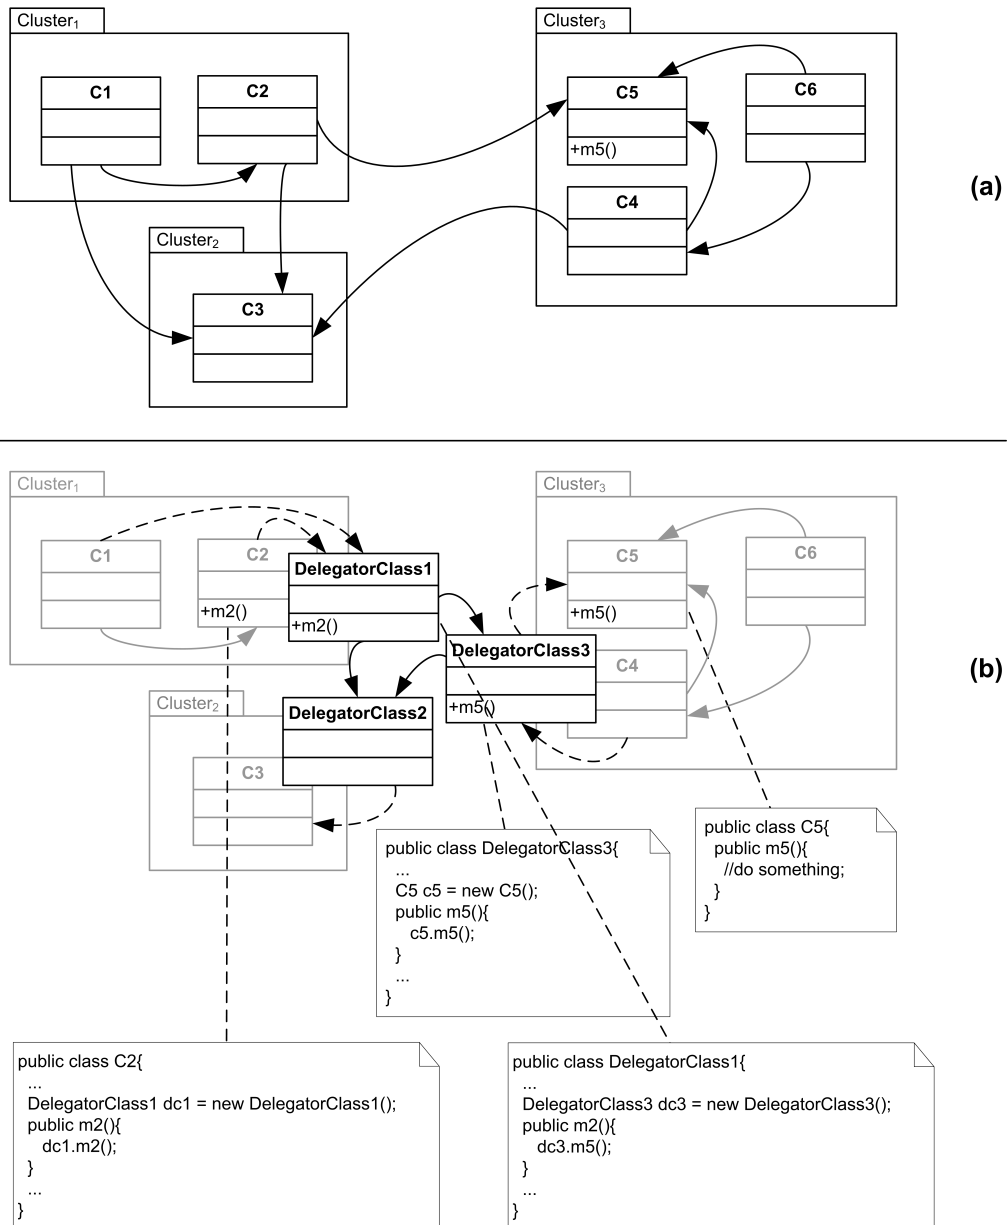 Cluster₁
Cluster₃
C1
C2
C5
C6
+m5()
(a)
C4
Cluster₂
C3
Cluster₁
Cluster₃
C1
C2
C5
C6
DelegatorClass1
+m2()
+m2()
+m5()
DelegatorClass3
C4
(b)
Cluster₂
DelegatorClass2
+m5()
C3
public class C5{
public m5(){
//do something;
}
}
public class DelegatorClass3{
...
C5 c5 = new C5();
public m5(){
c5.m5();
}
...
}
public class C2{
...
DelegatorClass1 dc1 = new DelegatorClass1();
public m2(){
dc1.m2();
}
...
}
public class DelegatorClass1{
...
DelegatorClass3 dc3 = new DelegatorClass3();
public m2(){
dc3.m5();
}
...
}